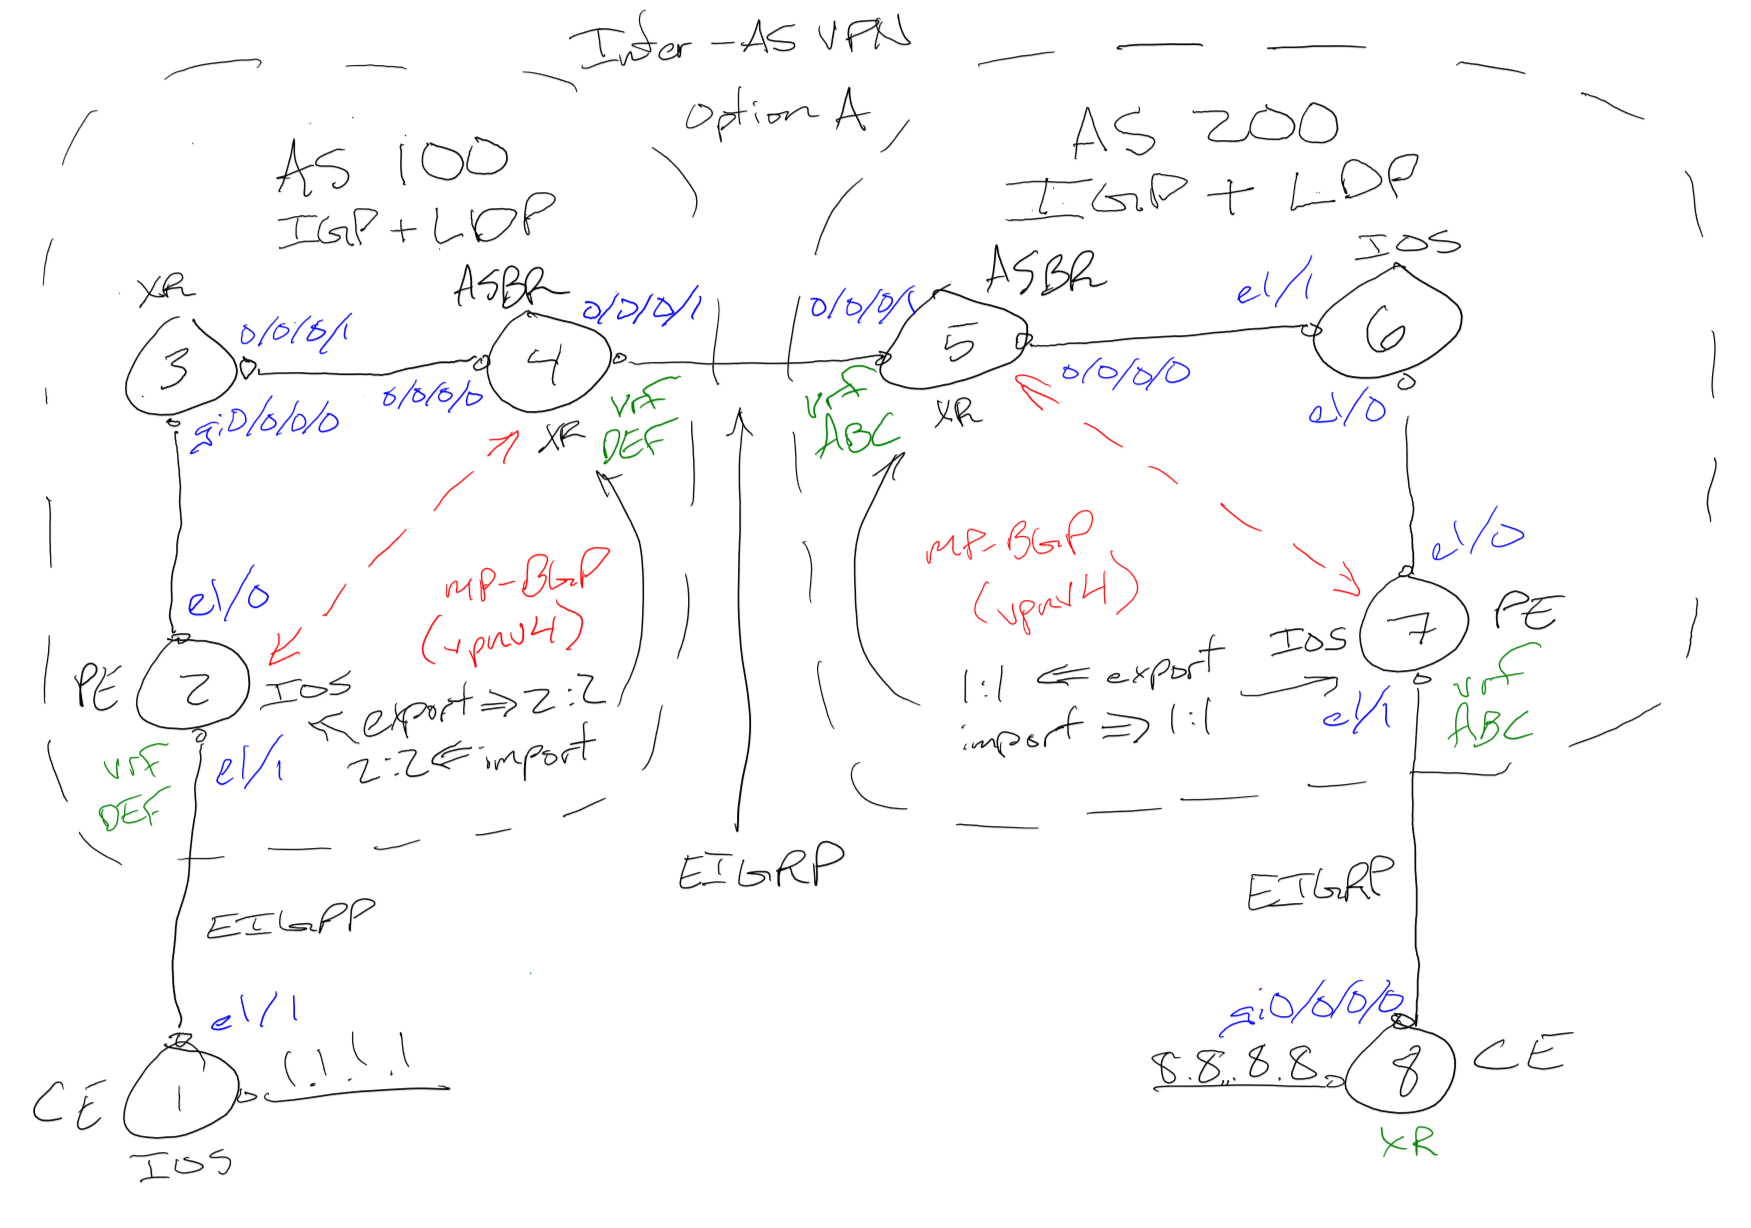 Inter-AS VPN
Option A
AS 100
IGP + LDP
AS 200
IGP + LDP
XR
3
0/0/0/1
gi0/0/0/0
ASBR
4
0/0/0/1
0/0/0/0
XR
vrf
DEF
0/0/0/1
ASBR
5
XR
vrf
ABC
0/0/0/0
IOS
e1/1
6
e1/0
MP-BGP
(vpnv4)
MP-BGP
(vpnv4)
e1/0
PE
2
IOS
export => 2:2
2:2 <= import
vrf
DEF
e1/1
e1/0
IOS
7
PE
1:1 <= export
import => 1:1
e1/1
vrf
ABC
EIGRP
EIGPP
EIGRP
e1/1
CE
1
1.1.1.1
IOS
gi0/0/0/0
8.8.8.8
8
CE
XR